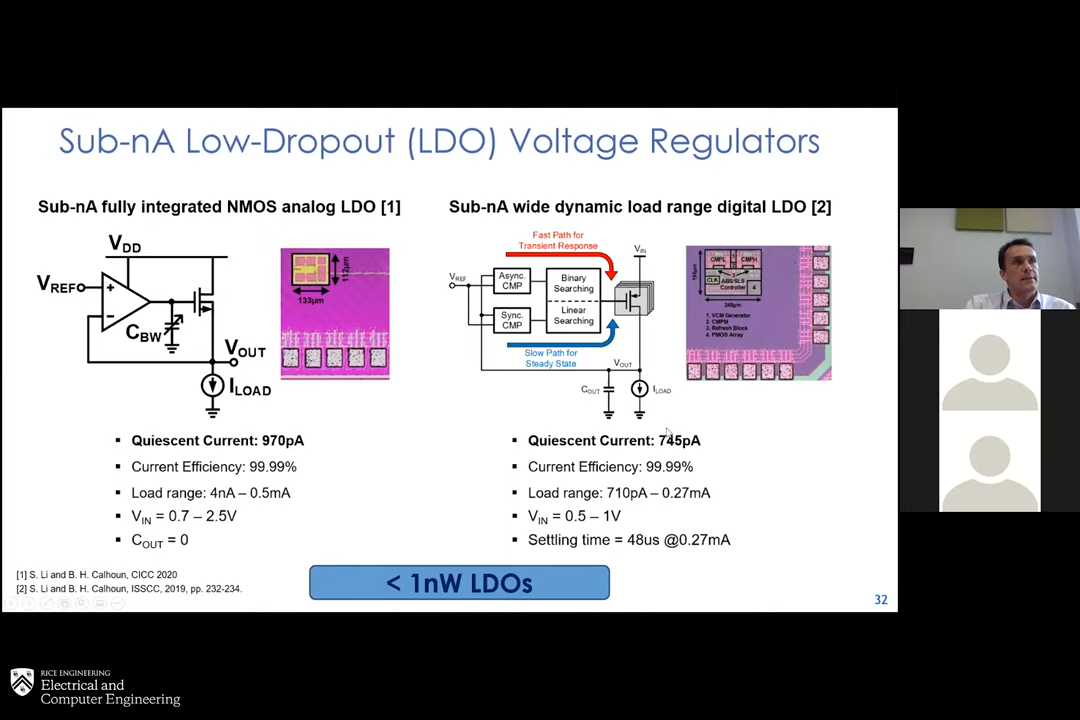 Sub-nA Low-Dropout (LDO) Voltage Regulators
Sub-nA fully integrated NMOS analog LDO [1]
VDD
VREF
+
−
CBW
VOUT
ILOAD
112µm
133µm
▪ Quiescent Current: 970pA
▪ Current Efficiency: 99.99%
▪ Load range: 4nA – 0.5mA
▪ VIN = 0.7 – 2.5V
▪ COUT = 0
Sub-nA wide dynamic load range digital LDO [2]
Fast Path for
Transient Response
VIN
VREF
Async.
CMP
Binary
Searching
Sync.
CMP
Linear
Searching
Slow Path for
Steady State
VOUT
COUT
ILOAD
CMPL
CMPH
CLK
ABS/SLS
Controller
4
1. VCM Generator
2. CMPM
3. Refresh Block
4. PMOS Array
▪ Quiescent Current: 745pA
▪ Current Efficiency: 99.99%
▪ Load range: 710pA – 0.27mA
▪ VIN = 0.5 – 1V
▪ Settling time = 48us @0.27mA
[1] S. Li and B. H. Calhoun, CICC 2020
[2] S. Li and B. H. Calhoun, ISSCC, 2019, pp. 232-234.
< 1nW LDOs
32
RICE ENGINEERING
Electrical and
Computer Engineering